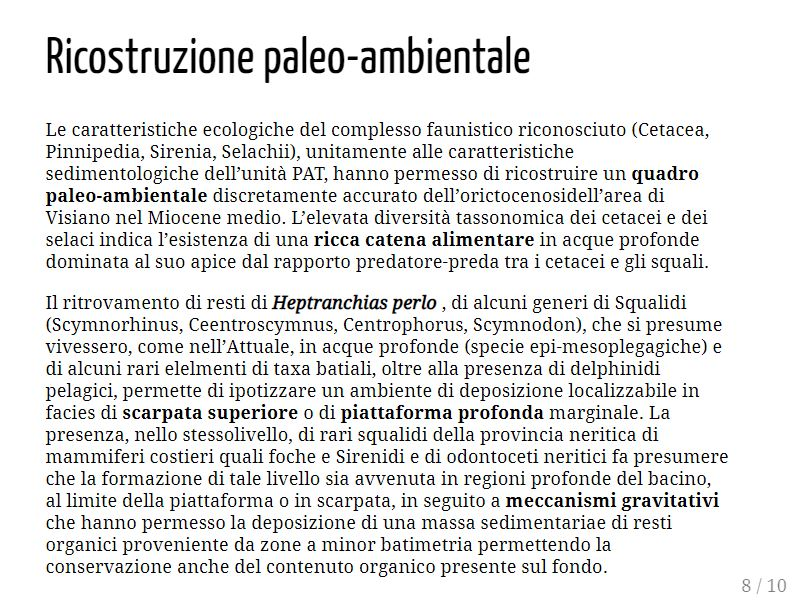 Ricostruzione paleo-ambientale
Le caratteristiche ecologiche del complesso faunistico riconosciuto (Cetacea,
Pinnipedia, Sirenia, Selachii), unitamente alle caratteristiche
sedimentologiche dell’unità PAT, hanno permesso di ricostruire un quadro
paleo-ambientale discretamente accurato dell’orictocenosidell’area di
Visiano nel Miocene medio. L’elevata diversità tassonomica dei cetacei e dei
selaci indica l’esistenza di una ricca catena alimentare in acque profonde
dominata al suo apice dal rapporto predatore-preda tra i cetacei e gli squali.
Il ritrovamento di resti di Heptranchias perlo , di alcuni generi di Squalidi
(Scymnorhinus, Ceentroscymnus, Centrophorus, Scymnodon), che si presume
vivessero, come nell’Attuale, in acque profonde (specie epi-mesoplegagiche) e
di alcuni rari elelmenti di taxa batiali, oltre alla presenza di delphinidi
pelagici, permette di ipotizzare un ambiente di deposizione localizzabile in
facies di scarpata superiore o di piattaforma profonda marginale. La
presenza, nello stessolivello, di rari squalidi della provincia neritica di
mammiferi costieri quali foche e Sirenidi e di odontoceti neritici fa presumere
che la formazione di tale livello sia avvenuta in regioni profonde del bacino,
al limite della piattaforma o in scarpata, in seguito a meccanismi gravitativi
che hanno permesso la deposizione di una massa sedimentariae di resti
organici proveniente da zone a minor batimetria permettendo la
conservazione anche del contenuto organico presente sul fondo.
8 / 10